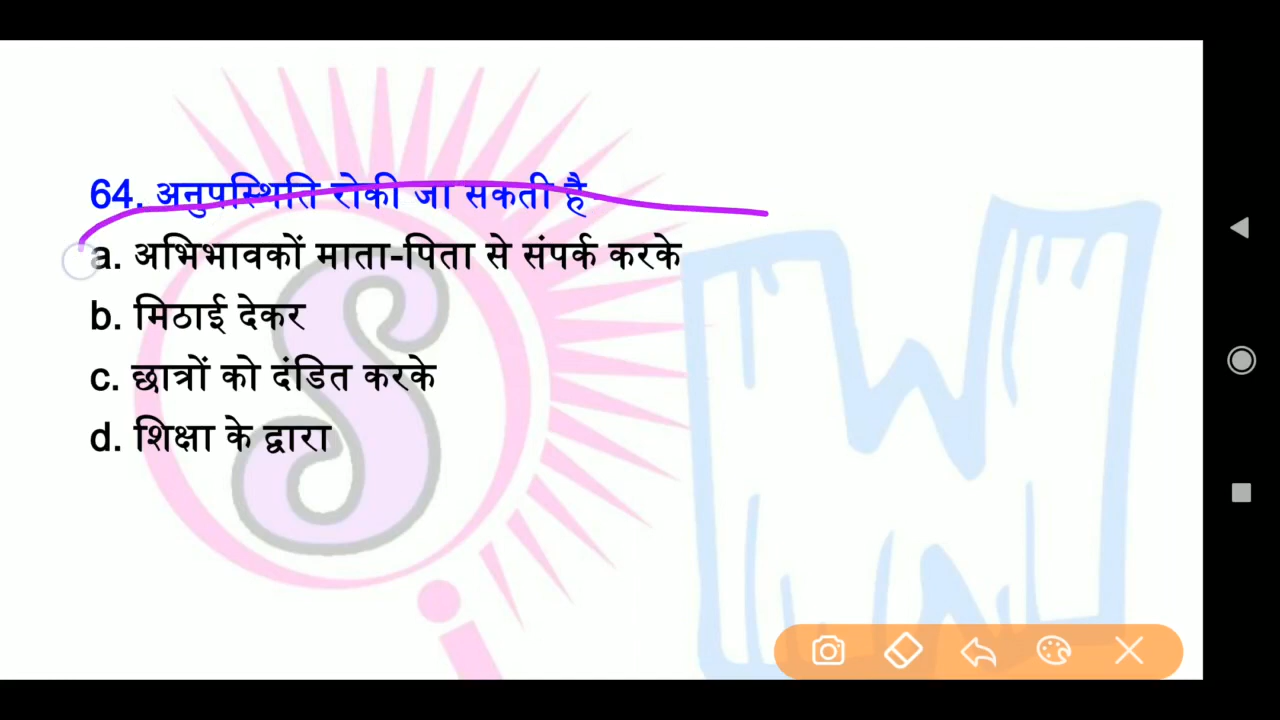 64. अनुपस्थिति रोकी जा सकती है-
a. अभिभावकों माता-पिता से संपर्क करके
b. मिठाई देकर
c. छात्रों को दंडित करके
d. शिक्षा के द्वारा